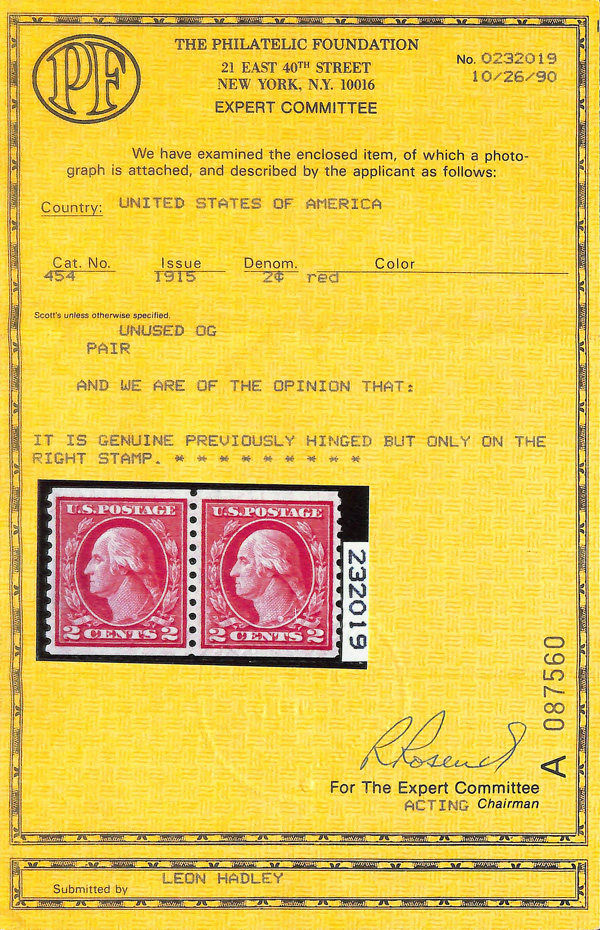 PF
THE PHILATELIC FOUNDATION
21 EAST 40TH STREET
NEW YORK, N.Y. 10016
EXPERT COMMITTEE
No. 0232019
10/26/90
We have examined the enclosed item, of which a photo-
graph is attached, and described by the applicant as follows:
Country: UNITED STATES OF AMERICA
Cat. No. Issue Denom. Color
454 1915 2¢ red
Scott's unless otherwise specified.
UNUSED OG
PAIR
AND WE ARE OF THE OPINION THAT:
IT IS GENUINE PREVIOUSLY HINGED BUT ONLY ON THE
RIGHT STAMP. * * * * * * * * *
U.S. POSTAGE U.S. POSTAGE
2 CENTS 2 2 CENTS 2
232019
A 087560
R Rosen
For The Expert Committee
ACTING Chairman
Submitted by LEON HADLEY